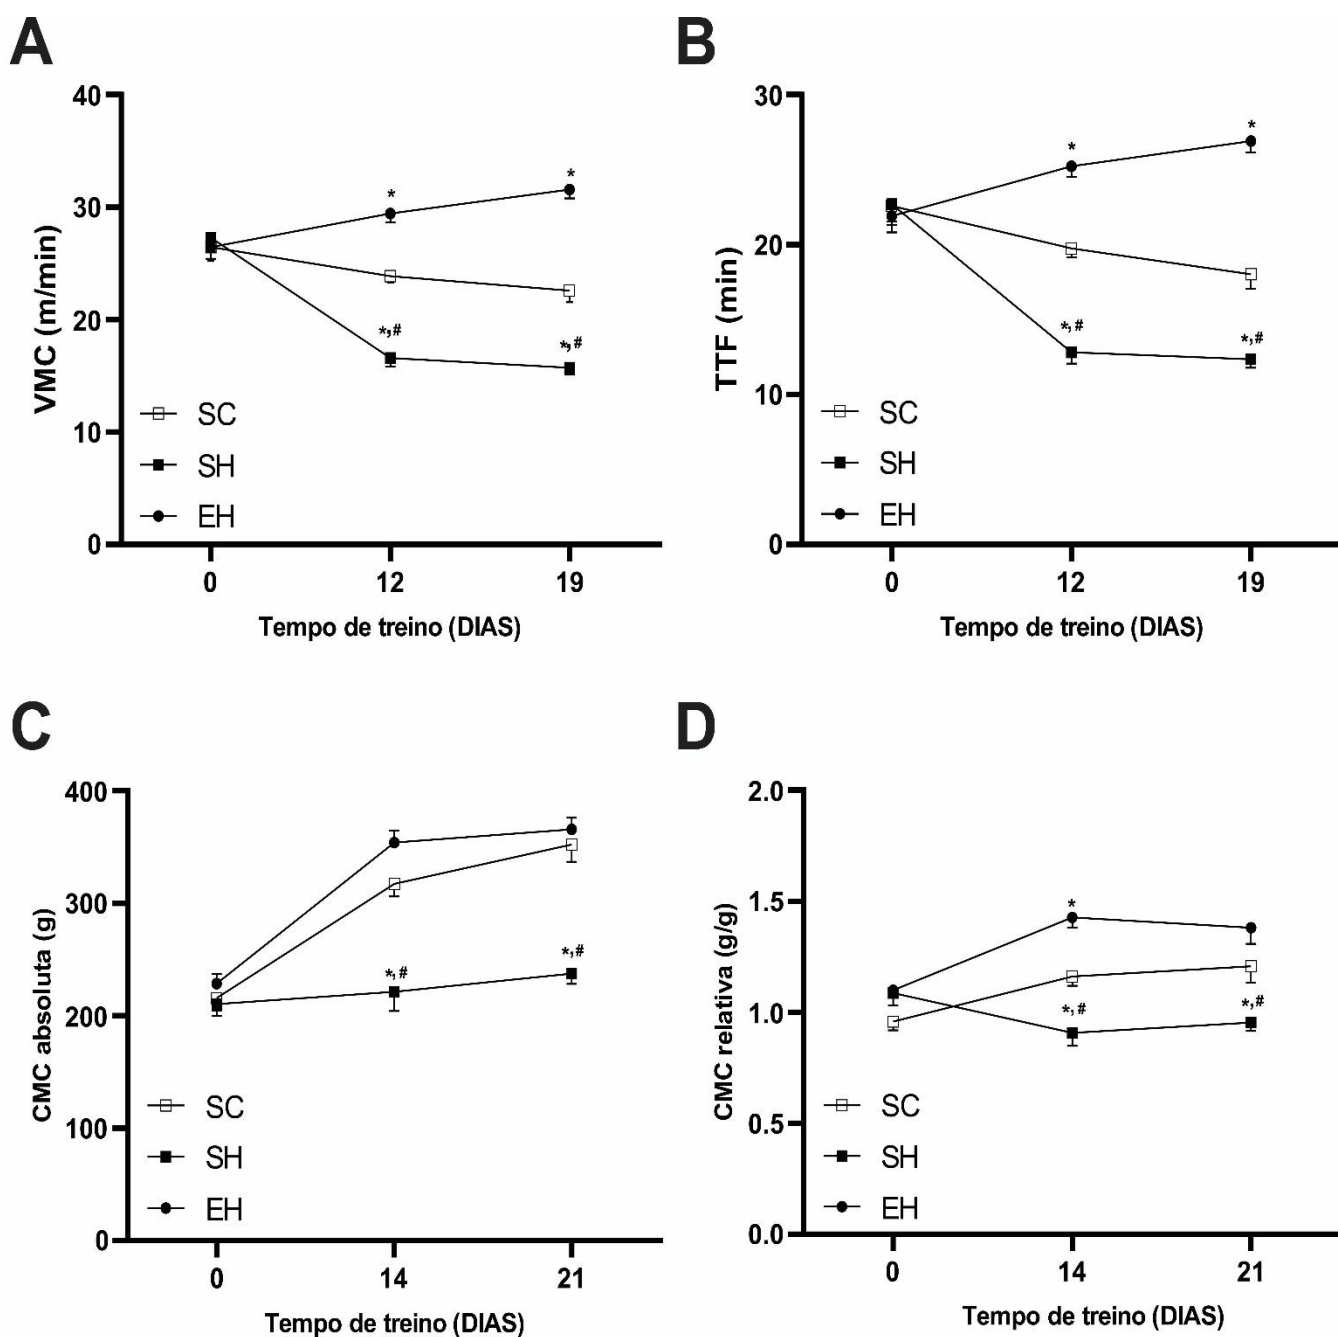 A
VMC (m/min)
40
30
20
10
0
*
*
*,#
*,#
SC
SH
EH
0 12 19
Tempo de treino (DIAS)
B
TTF (min)
30
20
10
0
*
*
*,#
*,#
SC
SH
EH
0 12 19
Tempo de treino (DIAS)
C
CMC absoluta (g)
400
300
200
100
0
*,#
*,#
SC
SH
EH
0 14 21
Tempo de treino (DIAS)
D
CMC relativa (g/g)
2.0
1.5
1.0
0.5
0.0
*
*,#
*,#
SC
SH
EH
0 14 21
Tempo de treino (DIAS)